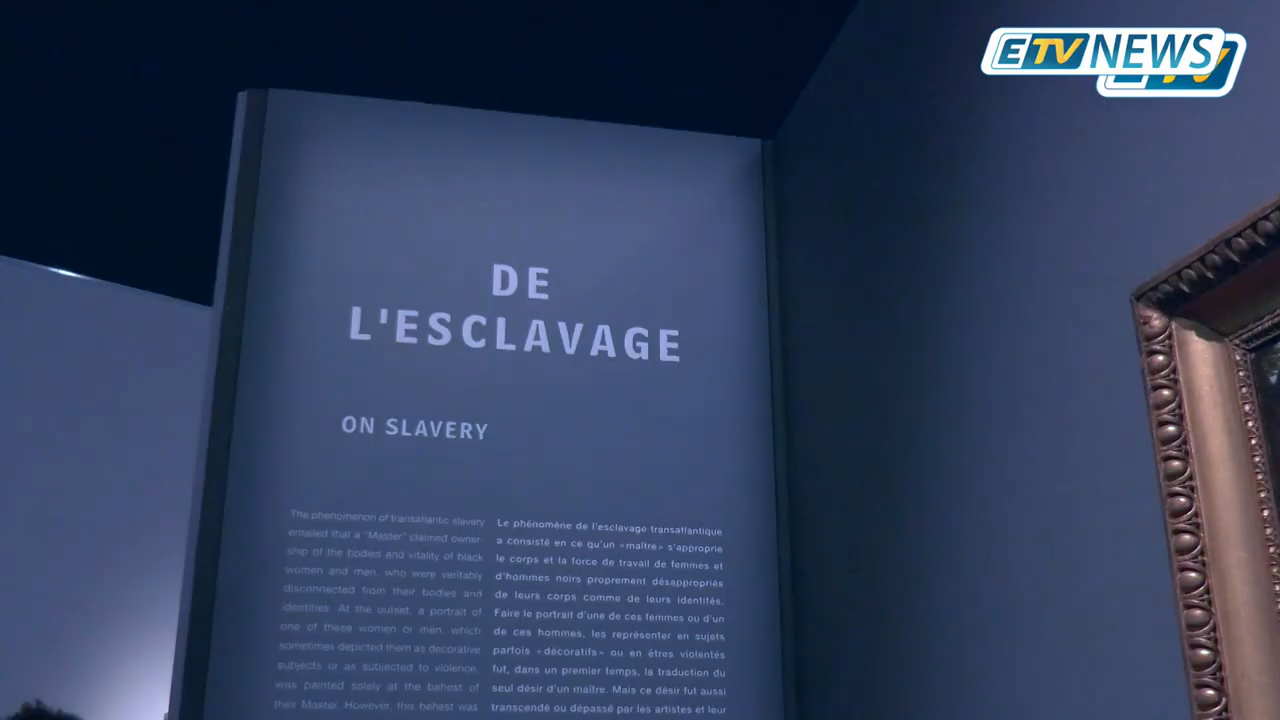 ETV NEWS
DE
L'ESCLAVAGE
ON SLAVERY
The phenomenon of transatlantic slavery
entailed that a "Master" claimed owner-
ship of the bodies and vitality of black
women and men, who were veritably
disconnected from their bodies and
identities. At the outset, a portrait of
one of these women or men, which
sometimes depicted them as decorative
subjects or as subjected to violence,
was painted solely at the behest of
their Master. However, this behest was
Le phénomène de l'esclavage transatlantique
a consisté en ce qu'un «maître» s'approprie
le corps et la force de travail de femmes et
d'hommes noirs proprement désappropriés
de leurs corps comme de leurs identités.
Faire le portrait d'une de ces femmes ou d'un
de ces hommes, les représenter en sujets
parfois «décoratifs» ou en êtres violentés
fut, dans un premier temps, la traduction du
seul désir d'un maître. Mais ce désir fut aussi
transcendé ou dépassé par les artistes et leur